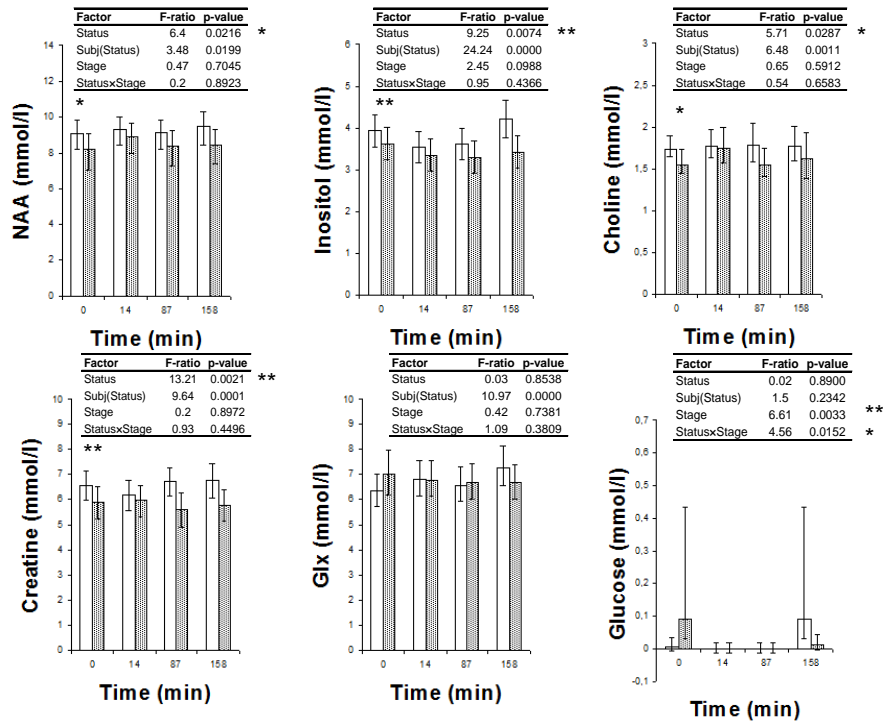 Factor F-ratio p-value
Status 6.4 0.0216 *
Subj(Status) 3.48 0.0199
Stage 0.47 0.7045
Status×Stage 0.2 0.8923
*
14
12
10
8
6
4
2
0
NAA (mmol/l)
0 14 87 158
Time (min)
Factor F-ratio p-value
Status 9.25 0.0074 **
Subj(Status) 24.24 0.0000
Stage 2.45 0.0988
Status×Stage 0.95 0.4366
**
6
5
4
3
2
1
0
Inositol (mmol/l)
0 14 87 158
Time (min)
Factor F-ratio p-value
Status 5.71 0.0287 *
Subj(Status) 6.48 0.0011
Stage 0.65 0.5912
Status×Stage 0.54 0.6583
*
3
2,5
2
1,5
1
0,5
0
Choline (mmol/l)
0 14 87 158
Time (min)
Factor F-ratio p-value
Status 13.21 0.0021 **
Subj(Status) 9.64 0.0001
Stage 0.2 0.8972
Status×Stage 0.93 0.4496
**
10
9
8
7
6
5
4
3
2
1
0
Creatine (mmol/l)
0 14 87 158
Time (min)
Factor F-ratio p-value
Status 0.03 0.8538
Subj(Status) 10.97 0.0000
Stage 0.42 0.7381
Status×Stage 1.09 0.3809
10
9
8
7
6
5
4
3
2
1
0
Glx (mmol/l)
0 14 87 158
Time (min)
Factor F-ratio p-value
Status 0.02 0.8900
Subj(Status) 1.5 0.2342
Stage 6.61 0.0033 **
Status×Stage 4.56 0.0152 *
0,7
0,6
0,5
0,4
0,3
0,2
0,1
0
-0,1
Glucose (mmol/l)
0 14 87 158
Time (min)